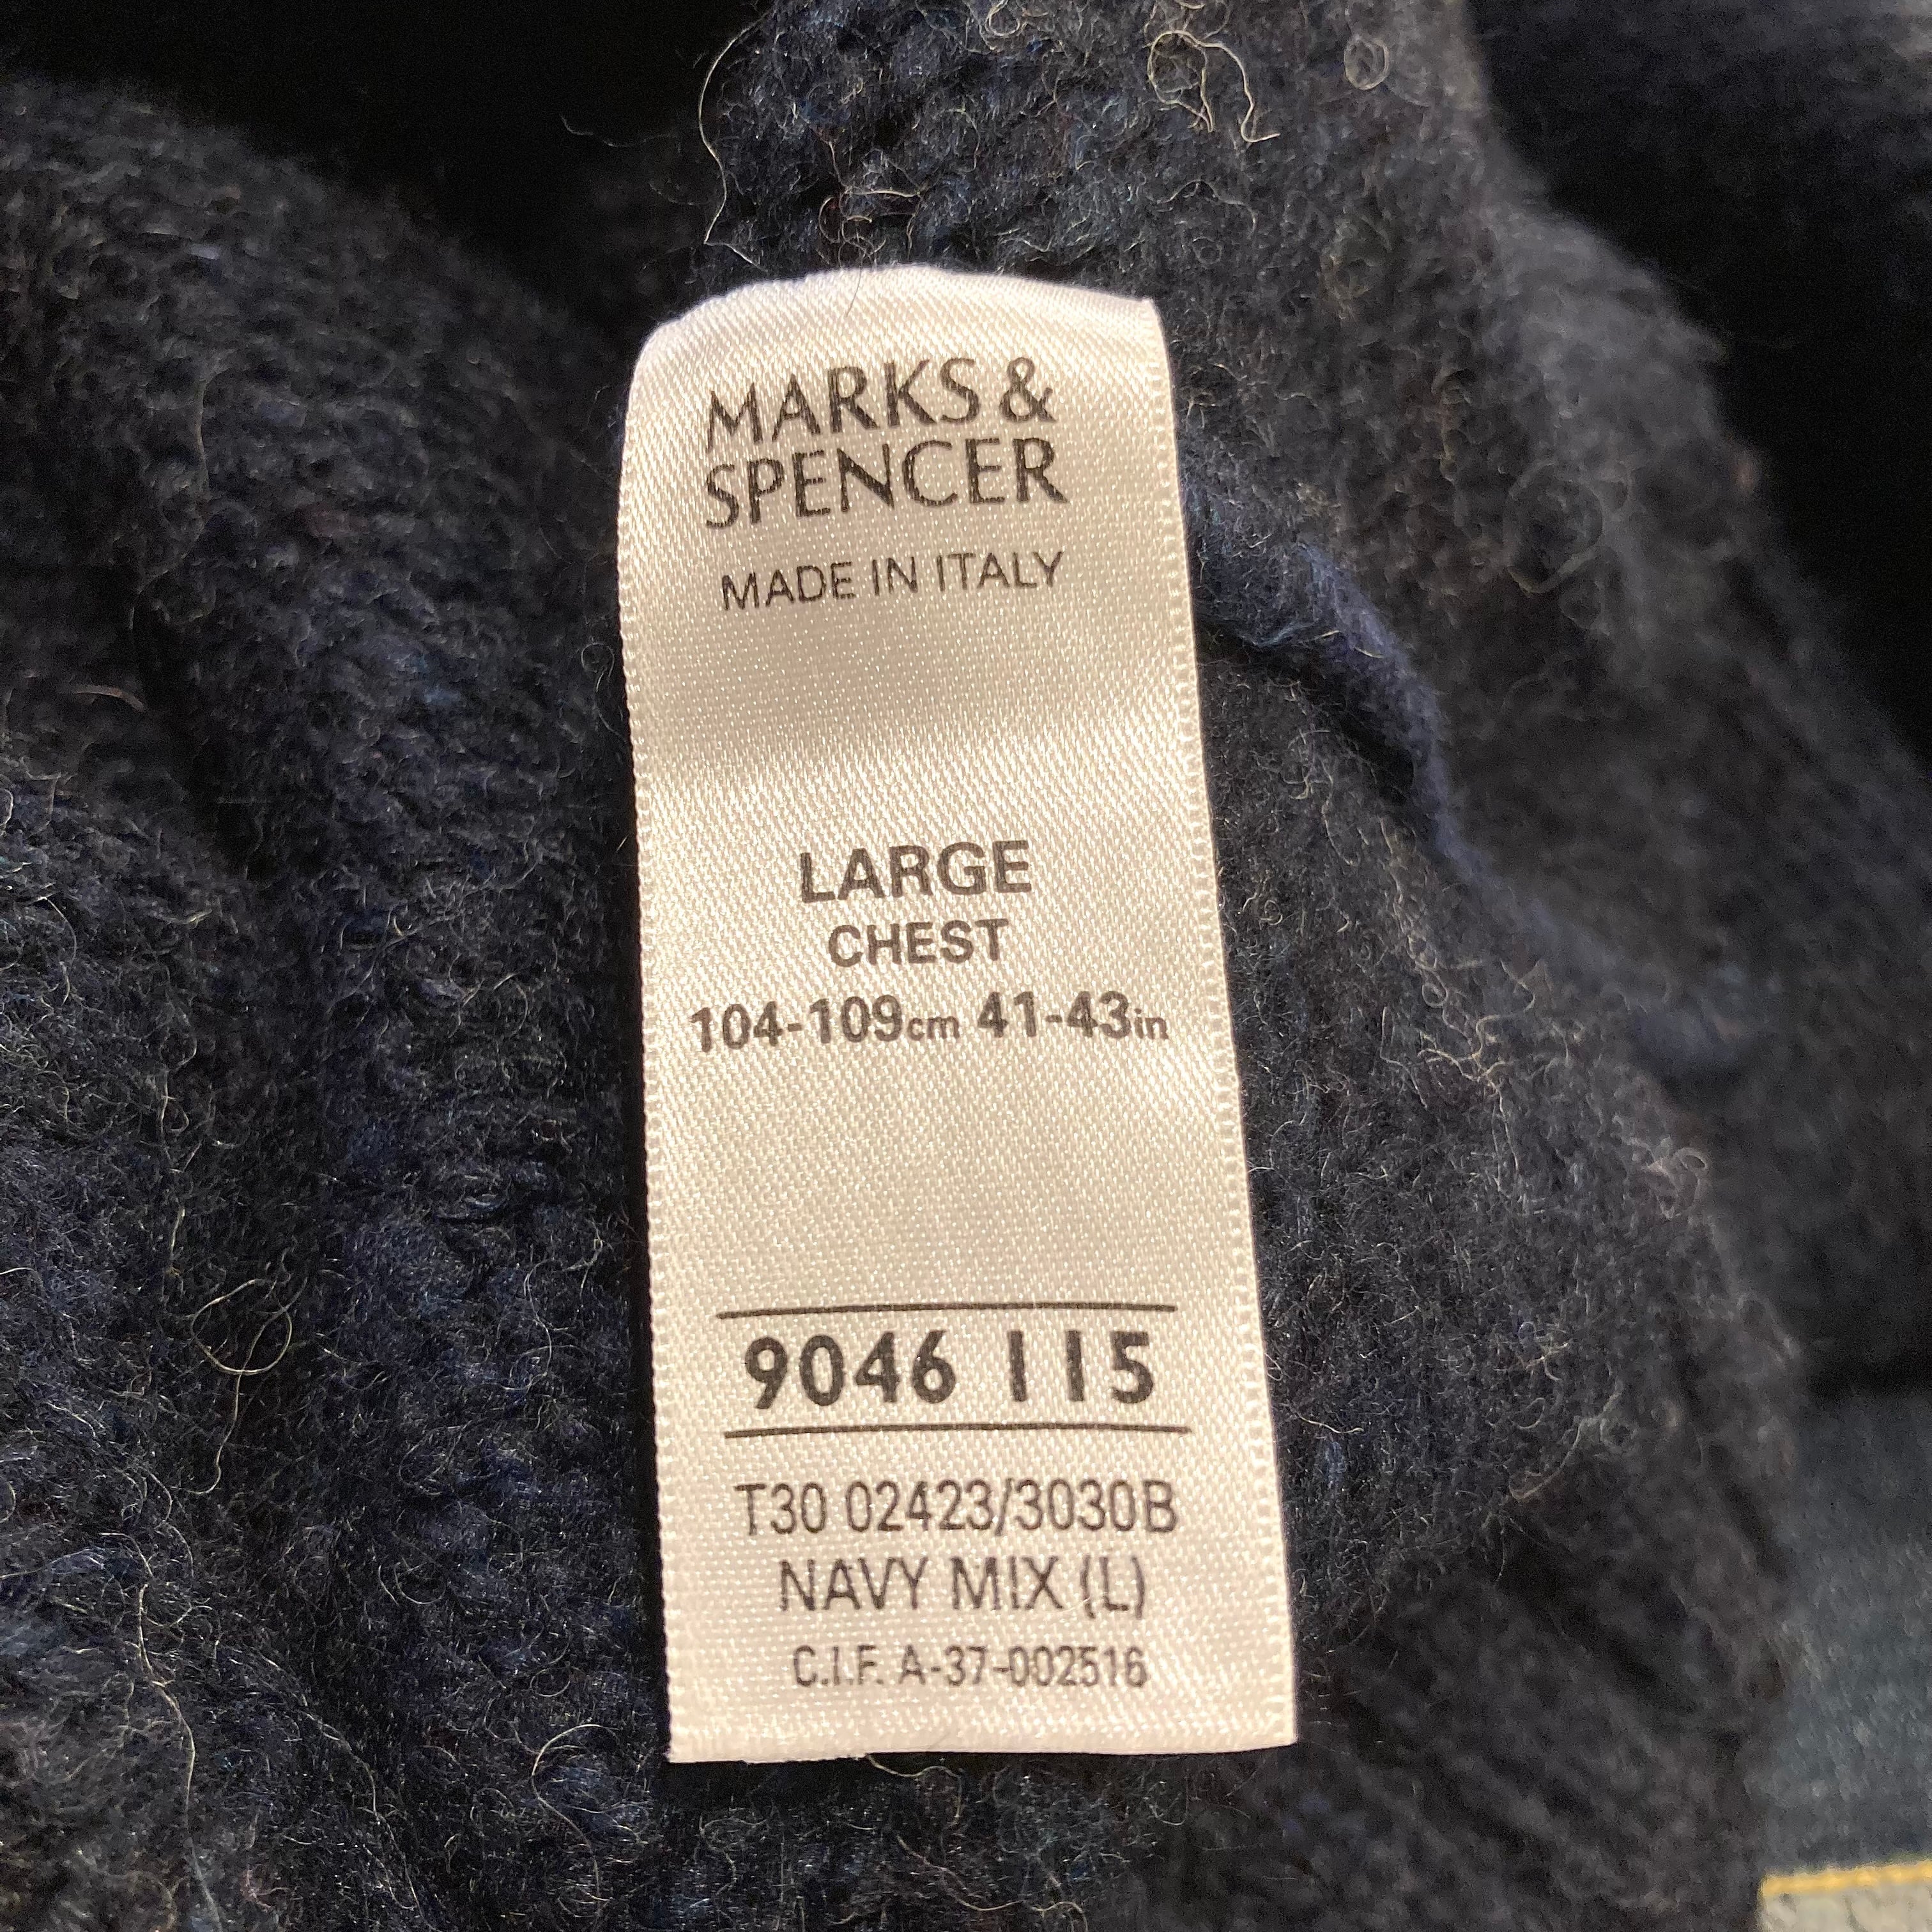 MARKS &
SPENCER
MADE IN ITALY
LARGE
CHEST
104-109cm 41-43in
9046 115
T30 02423/3030B
NAVY MIX (L)
C.I.F. A-37-002516